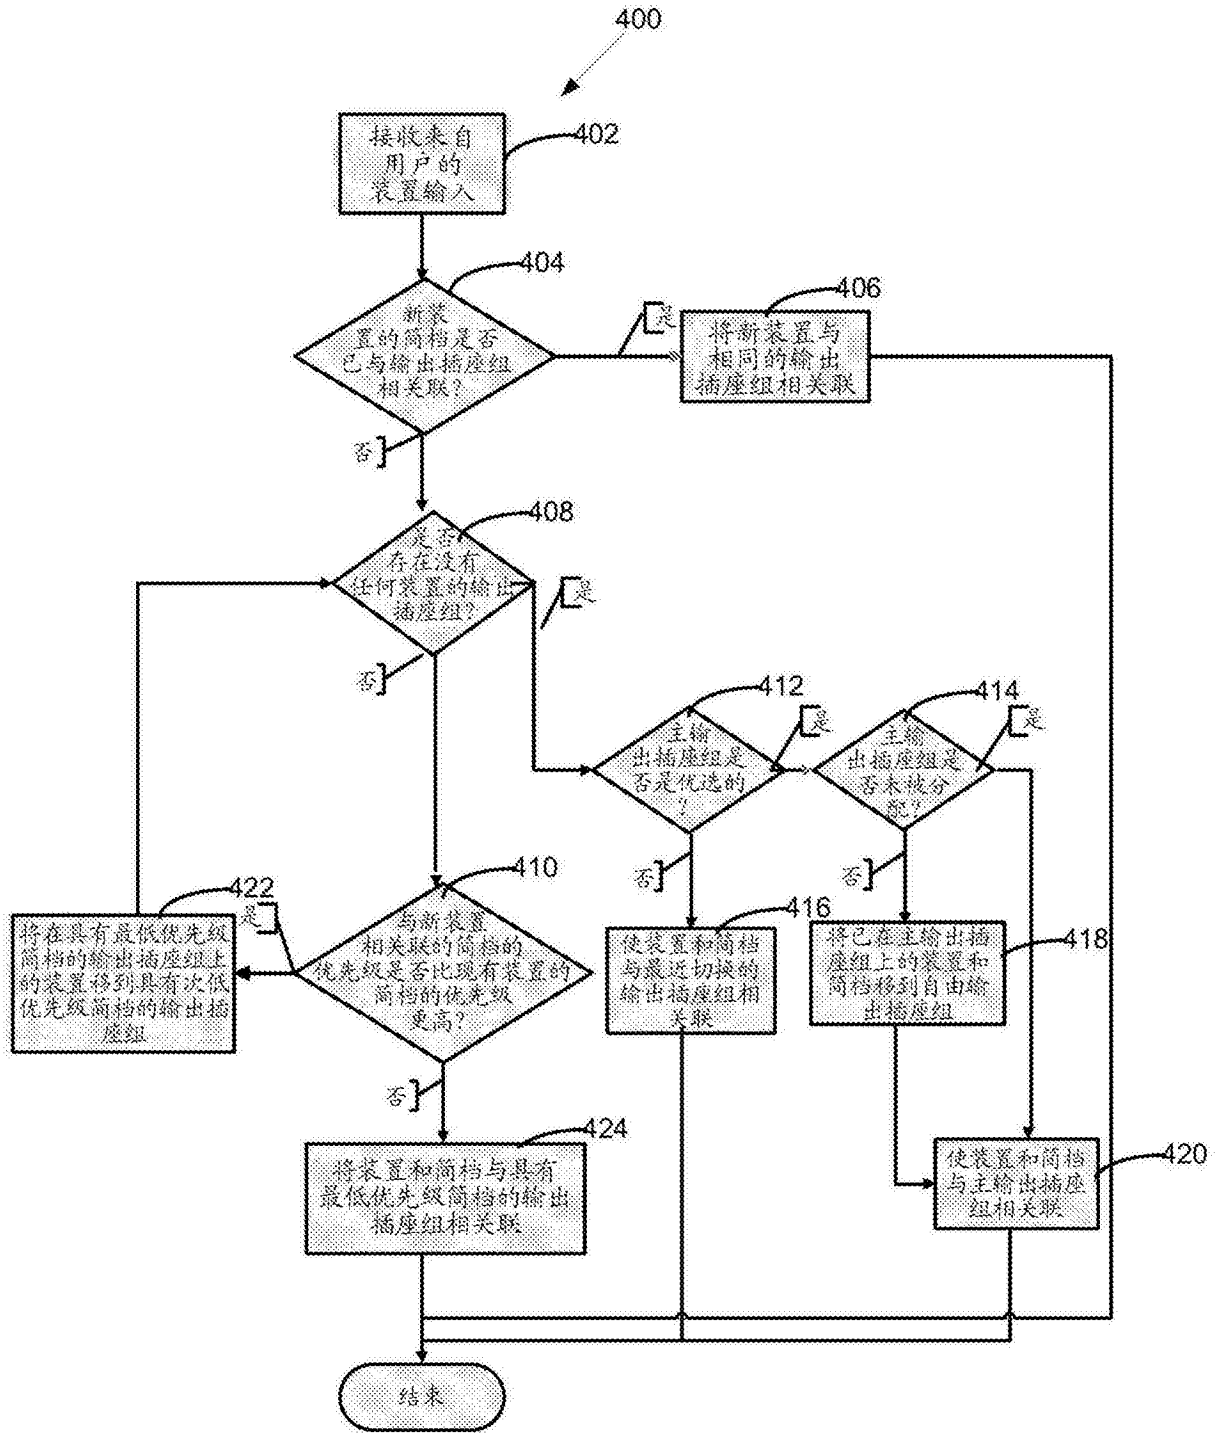 400
接收来自
用户的
装置输入
402
404
新装
置的简档是否
已与输出插座组
相关联?
是
406
将新装置与
相同的输出
插座组相关联
否
408
是否
存在没有
任何装置的输出
插座组?
是
否
412
主输
出插座组是
否是优选的
?
是
414
主输
出插座组是
否未被分
配?
是
否
否
410
与新装置
相关联的简档的
优先级是否比现有装置的
简档的优先级
更高?
422
是
将在具有最低优先级
简档的输出插座组上
的装置移到具有次低
优先级简档的输出插
座组
416
使装置和简档
与最近切换的
输出插座组相
关联
418
将已在主输出插
座组上的装置和
简档移到自由输
出插座组
否
424
将装置和简档与具有
最低优先级简档的输出
插座组相关联
420
使装置和简档
与主输出插座
组相关联
结束